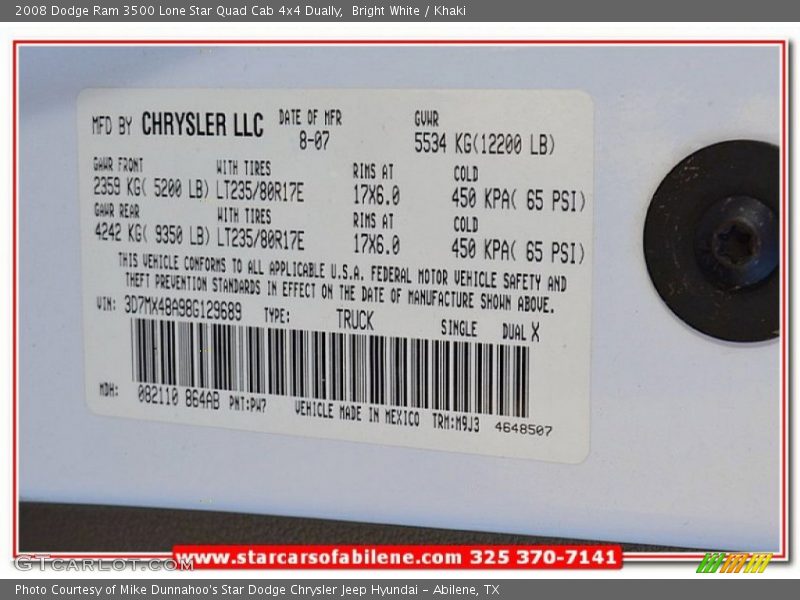 2008 Dodge Ram 3500 Lone Star Quad Cab 4x4 Dually,  Bright White / Khaki
MFD BY CHRYSLER LLC DATE OF MFR GVWR
8-07 5534 KG(12200 LB)
GAWR FRONT WITH TIRES RIMS AT COLD
2359 KG( 5200 LB) LT235/80R17E 17X6.0 450 KPA( 65 PSI)
GAWR REAR WITH TIRES RIMS AT COLD
4242 KG( 9350 LB) LT235/80R17E 17X6.0 450 KPA( 65 PSI)
THIS VEHICLE CONFORMS TO ALL APPLICABLE U.S.A. FEDERAL MOTOR VEHICLE SAFETY AND
THEFT PREVENTION STANDARDS IN EFFECT ON THE DATE OF MANUFACTURE SHOWN ABOVE.
VIN: 3D7MX48A98G129689 TYPE: TRUCK SINGLE DUAL X
MDH: 082110 864AB PNT:PW7 VEHICLE MADE IN MEXICO TRM:M9J3 4648507
GTcarlot.com
www.starcarsofabilene.com 325 370-7141
Photo Courtesy of Mike Dunnahoo's Star Dodge Chrysler Jeep Hyundai - Abilene, TX